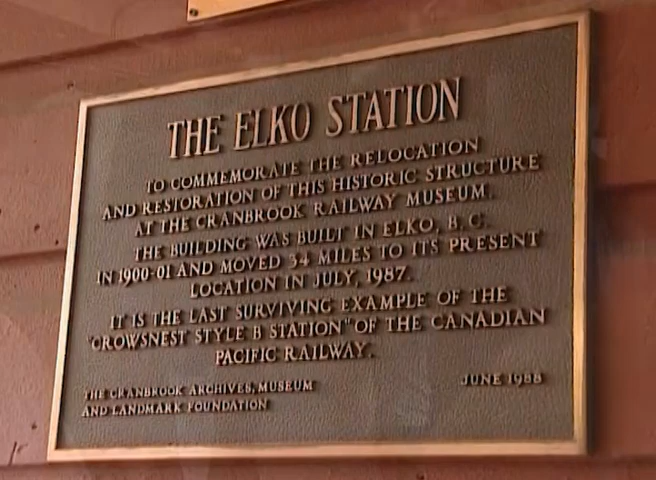 THE ELKO STATION
TO COMMEMORATE THE RELOCATION
AND RESTORATION OF THIS HISTORIC STRUCTURE
AT THE CRANBROOK RAILWAY MUSEUM.
THE BUILDING WAS BUILT IN ELKO, B.C.
IN 1900-01 AND MOVED 34 MILES TO ITS PRESENT
LOCATION IN JULY, 1987.
IT IS THE LAST SURVIVING EXAMPLE OF THE
"CROWSNEST STYLE B STATION" OF THE CANADIAN
PACIFIC RAILWAY.
THE CRANBROOK ARCHIVES, MUSEUM
AND LANDMARK FOUNDATION
JUNE 1988